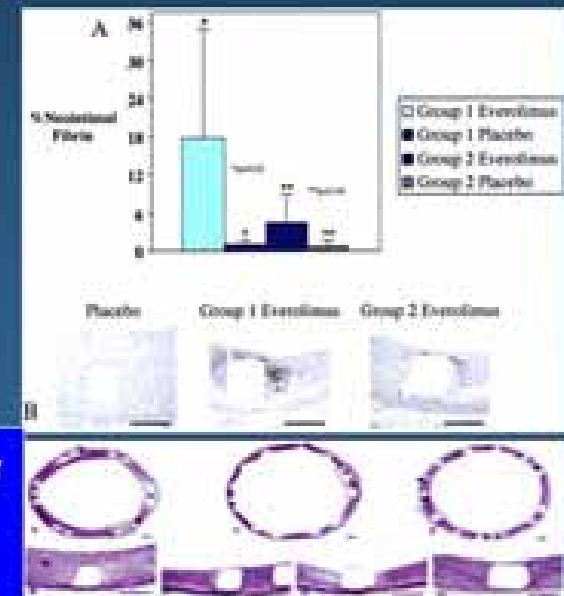 A
36
30
% Neointimal
24
Fibrin
18
12
6
0
Group 1 Everolimus
Group 1 Placebo
Group 2 Everolimus
Group 2 Placebo
Placebo
Group 1 Everolimus
Group 2 Everolimus
B